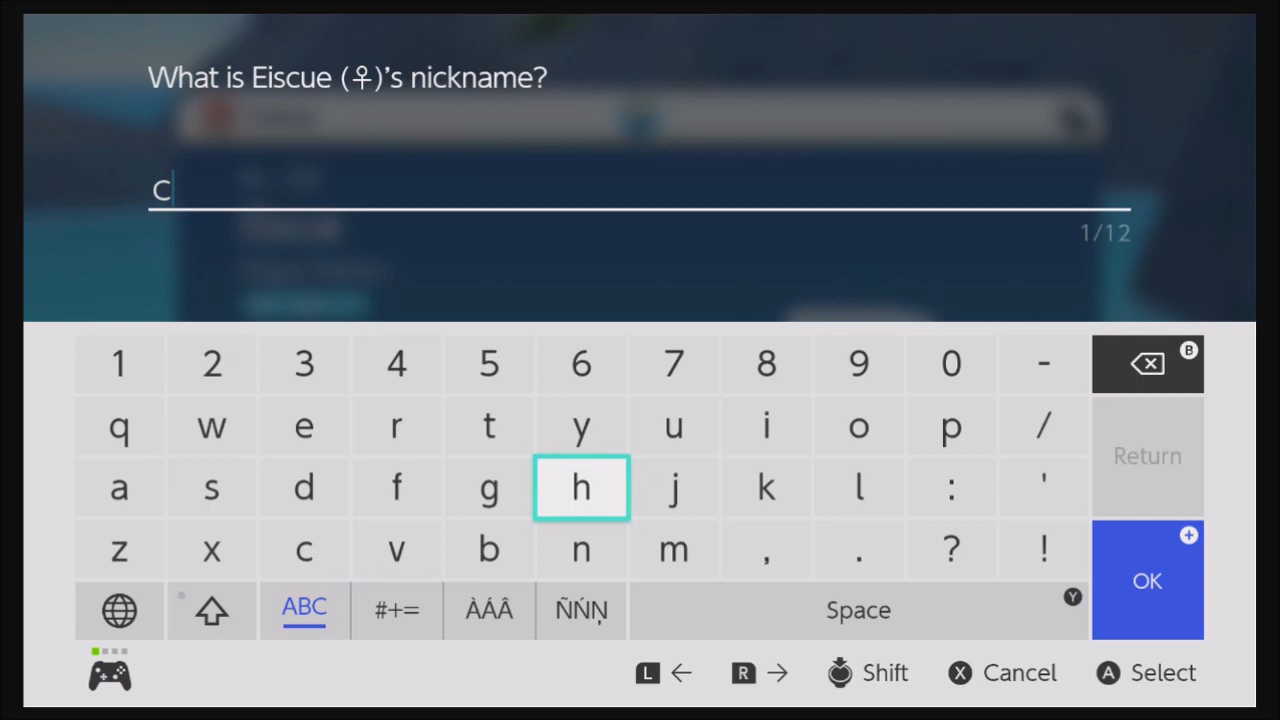 What is Eiscue (♀)'s nickname?
C
1/12
1 2 3 4 5 6 7 8 9 0 - B
q w e r t y u i o p / Return
a s d f g h j k l : '
z x c v b n m , . ? ! + OK
ABC #+= ÀÁÂ ÑŃŅ Space Y
L ← R → Shift X Cancel A Select